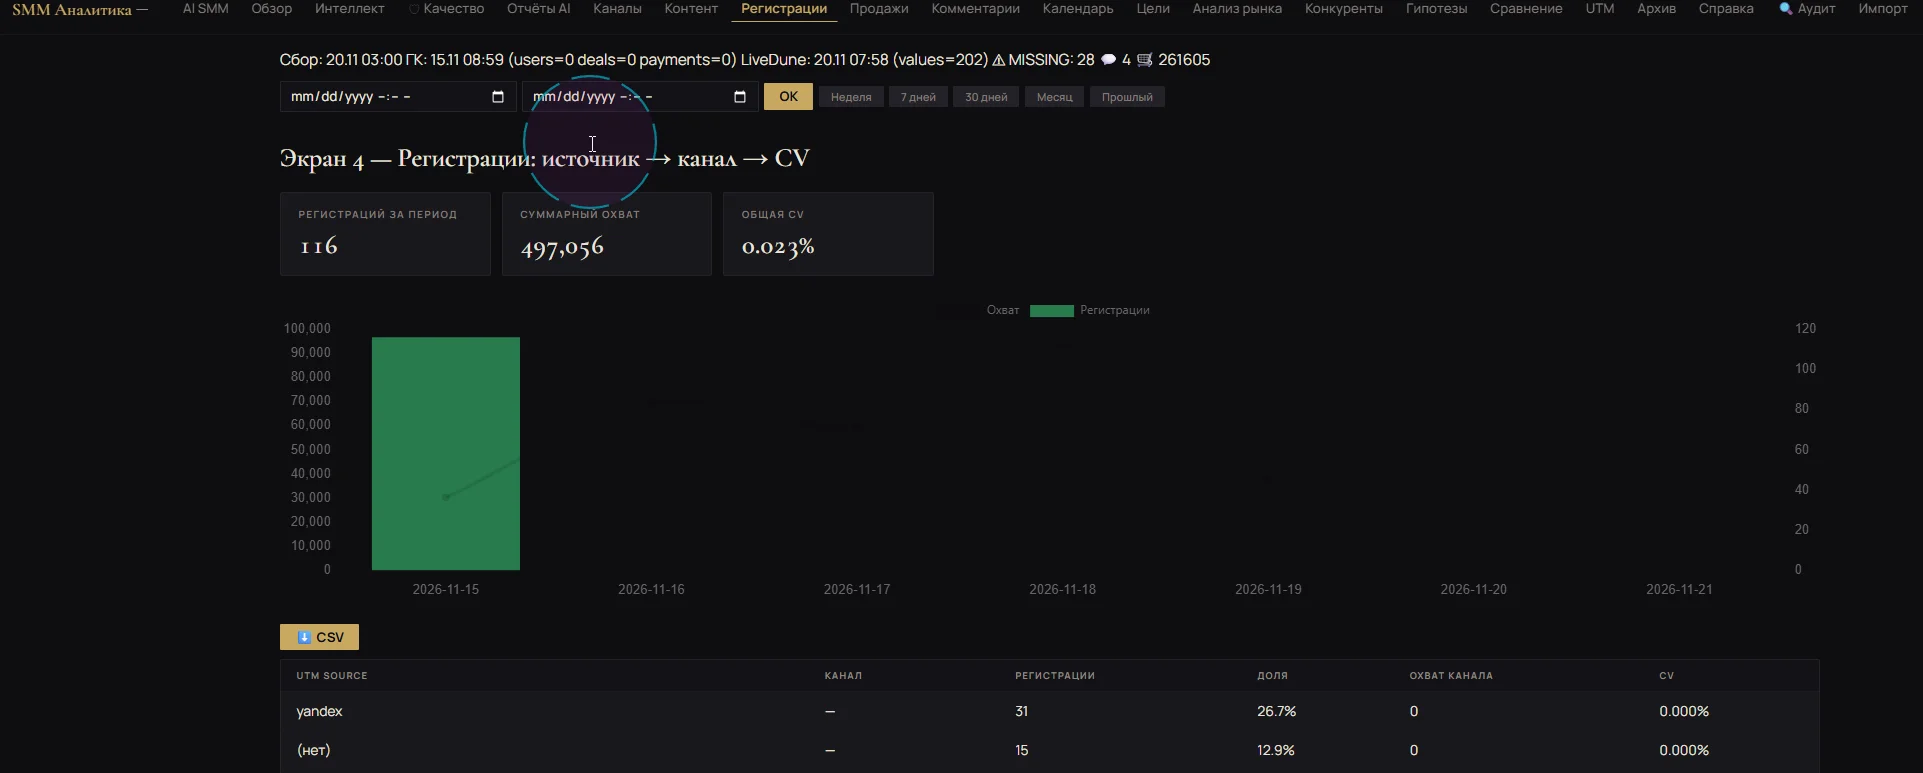 SMM Аналитика —
AI SMM Обзор Интеллект Качество Отчёты AI Каналы Контент Регистрации Продажи Комментарии Календарь Цели Анализ рынка Конкуренты Гипотезы Сравнение UTM Архив Справка Аудит Импорт
Сбор: 20.11 03:00 ГК: 15.11 08:59 (users=0 deals=0 payments=0) LiveDune: 20.11 07:58 (values=202) ⚠ MISSING: 28 💬 4 🛒 261605
mm/dd/yyyy --:-- -- mm/dd/yyyy --:-- -- OK Неделя 7 дней 30 дней Месяц Прошлый
Экран 4 — Регистрации: источник → канал → CV
РЕГИСТРАЦИЙ ЗА ПЕРИОД СУММАРНЫЙ ОХВАТ ОБЩАЯ CV
116 497,056 0.023%
Охват Регистрации
100,000 120
90,000
80,000 100
70,000
60,000 80
50,000 60
40,000
30,000 40
20,000
10,000 20
0 0
2026-11-15 2026-11-16 2026-11-17 2026-11-18 2026-11-19 2026-11-20 2026-11-21
⬇ CSV
UTM SOURCE КАНАЛ РЕГИСТРАЦИИ ДОЛЯ ОХВАТ КАНАЛА CV
yandex — 31 26.7% 0 0.000%
(нет) — 15 12.9% 0 0.000%